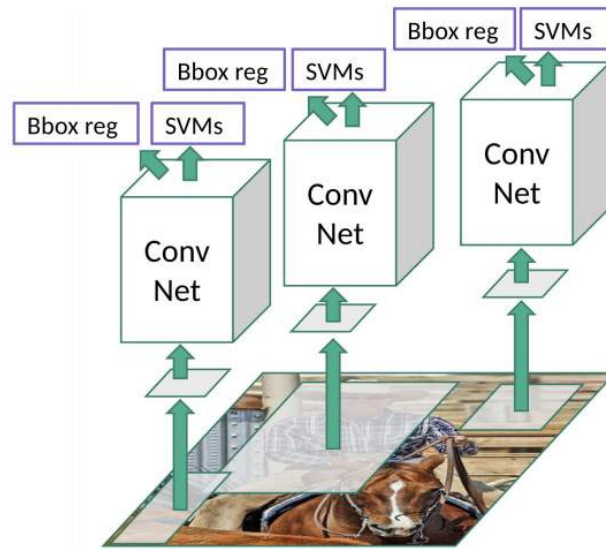 Bbox reg SVMs
Bbox reg SVMs
Bbox reg SVMs
Conv
Net
Conv
Net
Conv
Net